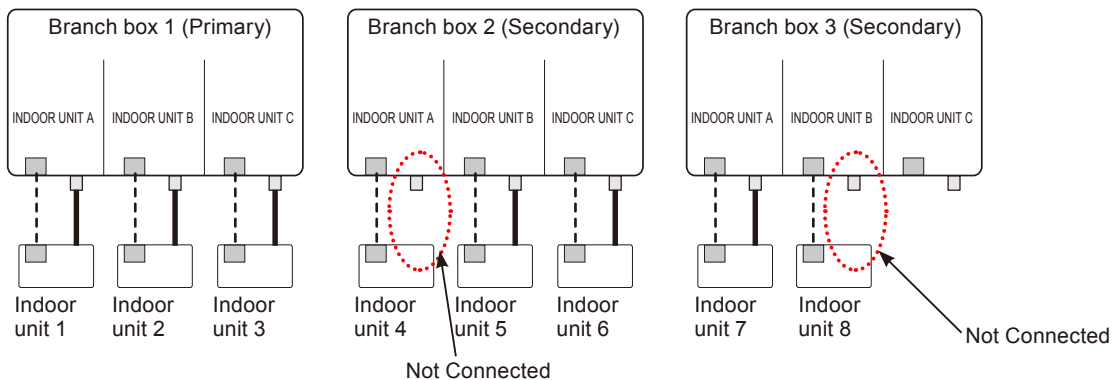 Branch box 1 (Primary)
INDOOR UNIT A
INDOOR UNIT B
INDOOR UNIT C
Indoor
unit 1
Indoor
unit 2
Indoor
unit 3
Branch box 2 (Secondary)
INDOOR UNIT A
INDOOR UNIT B
INDOOR UNIT C
Indoor
unit 4
Indoor
unit 5
Indoor
unit 6
Not Connected
Branch box 3 (Secondary)
INDOOR UNIT A
INDOOR UNIT B
INDOOR UNIT C
Indoor
unit 7
Indoor
unit 8
Not Connected